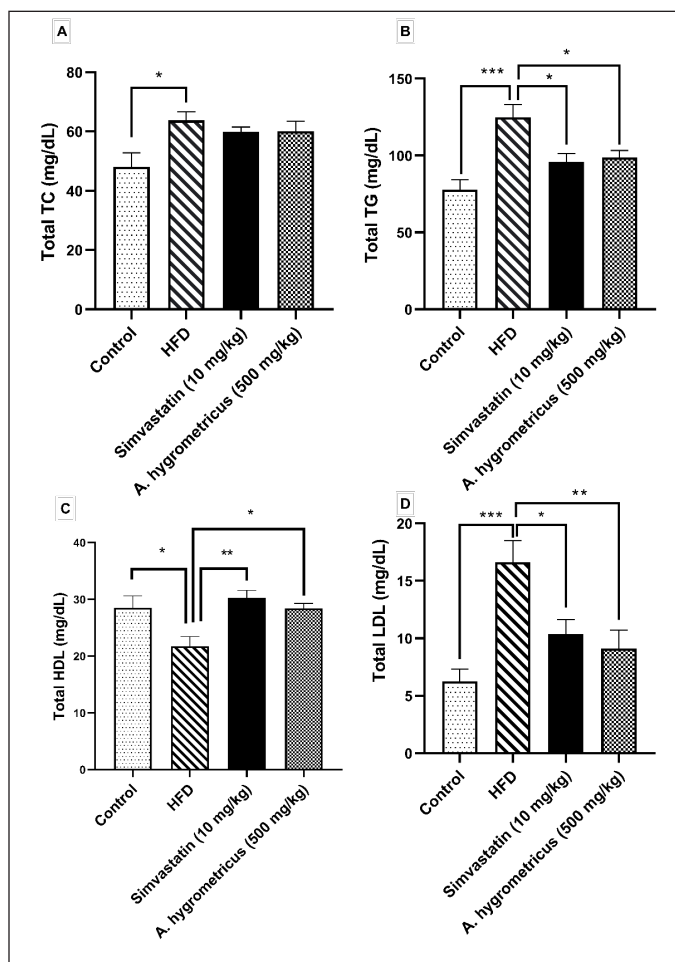 A
Total TC (mg/dL)
80
60
40
20
0
*
Control
HFD
Simvastatin (10 mg/kg)
A. hygrometricus (500 mg/kg)
B
Total TG (mg/dL)
150
100
50
0
***
*
*
Control
HFD
Simvastatin (10 mg/kg)
A. hygrometricus (500 mg/kg)
C
Total HDL (mg/dL)
40
30
20
10
0
*
**
*
Control
HFD
Simvastatin (10 mg/kg)
A. hygrometricus (500 mg/kg)
D
Total LDL (mg/dL)
20
15
10
5
0
***
*
**
Control
HFD
Simvastatin (10 mg/kg)
A. hygrometricus (500 mg/kg)